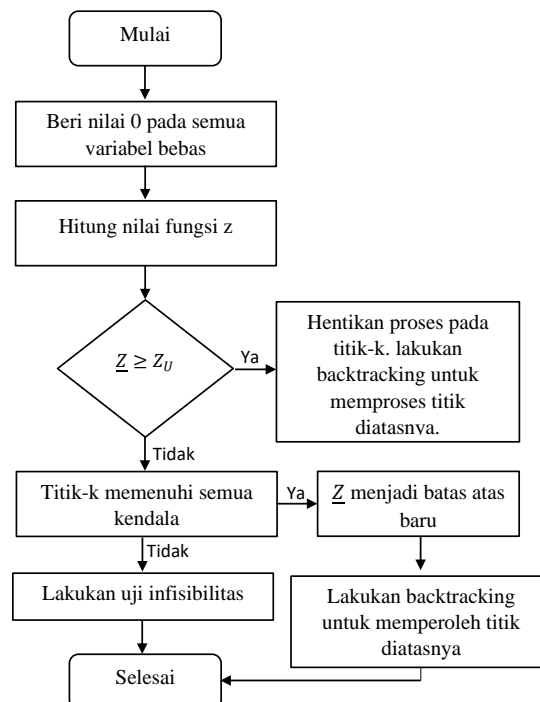 Mulai
Beri nilai 0 pada semua
variabel bebas
Hitung nilai fungsi z
Z ≥ Z_U
Ya
Hentikan proses pada
titik-k. lakukan
backtracking untuk
memproses titik
diatasnya.
Tidak
Titik-k memenuhi semua
kendala
Ya
Z menjadi batas atas
baru
Tidak
Lakukan uji infisibilitas
Lakukan backtracking
untuk memperoleh titik
diatasnya
Selesai